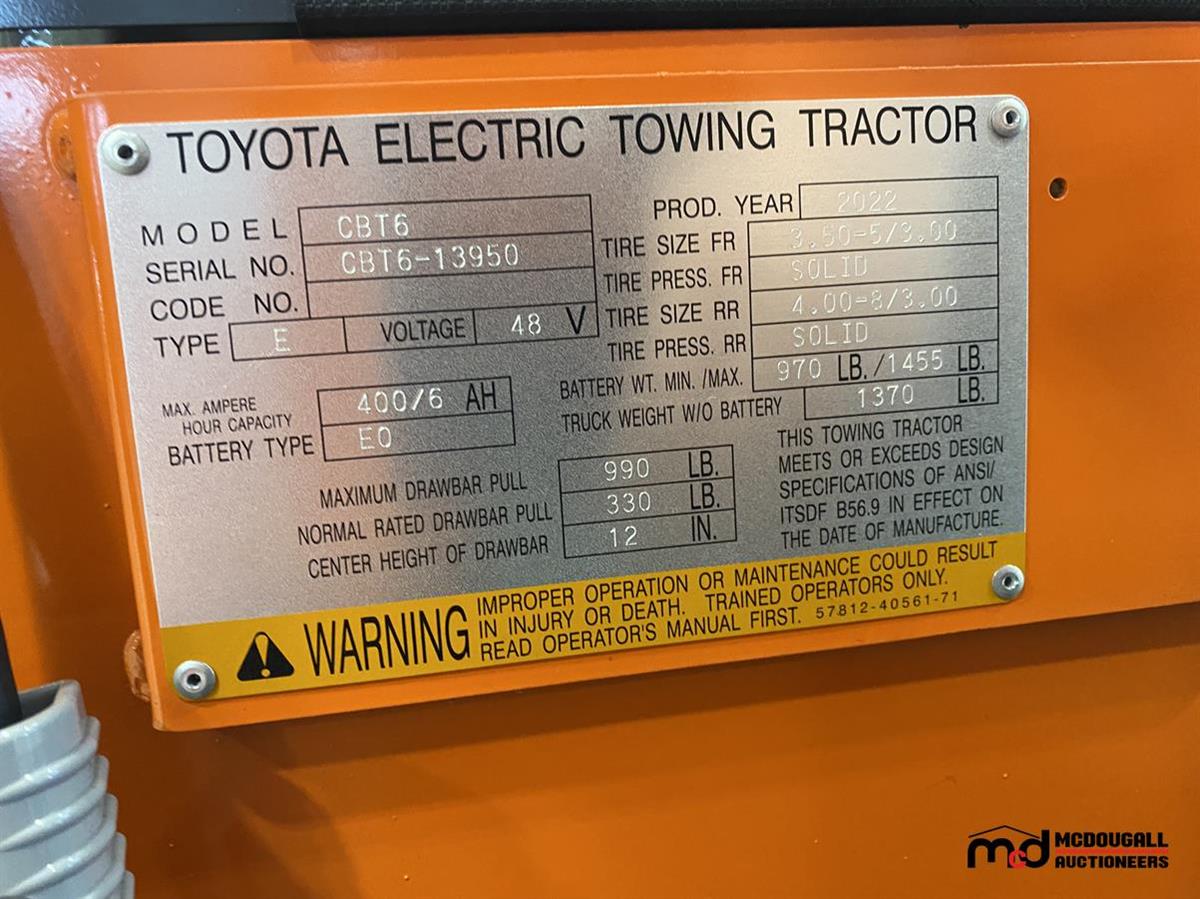 TOYOTA ELECTRIC TOWING TRACTOR
MODEL CBT6
SERIAL NO. CBT6-13950
CODE NO.
TYPE E VOLTAGE 48 V
MAX. AMPERE
HOUR CAPACITY 400/6 AH
BATTERY TYPE EO
PROD. YEAR 2022
TIRE SIZE FR 3.50-5/3.00
TIRE PRESS. FR SOLID
TIRE SIZE RR 4.00-8/3.00
TIRE PRESS. RR SOLID
BATTERY WT. MIN. /MAX. 970 LB. /1455 LB.
TRUCK WEIGHT W/O BATTERY 1370 LB.
MAXIMUM DRAWBAR PULL 990 LB.
NORMAL RATED DRAWBAR PULL 330 LB.
CENTER HEIGHT OF DRAWBAR 12 IN.
THIS TOWING TRACTOR
MEETS OR EXCEEDS DESIGN
SPECIFICATIONS OF ANSI/
ITSDF B56.9 IN EFFECT ON
THE DATE OF MANUFACTURE.
WARNING
IMPROPER OPERATION OR MAINTENANCE COULD RESULT
IN INJURY OR DEATH. TRAINED OPERATORS ONLY.
READ OPERATOR'S MANUAL FIRST. 57812-40561-71
mcd MCDOUGALL
AUCTIONEERS